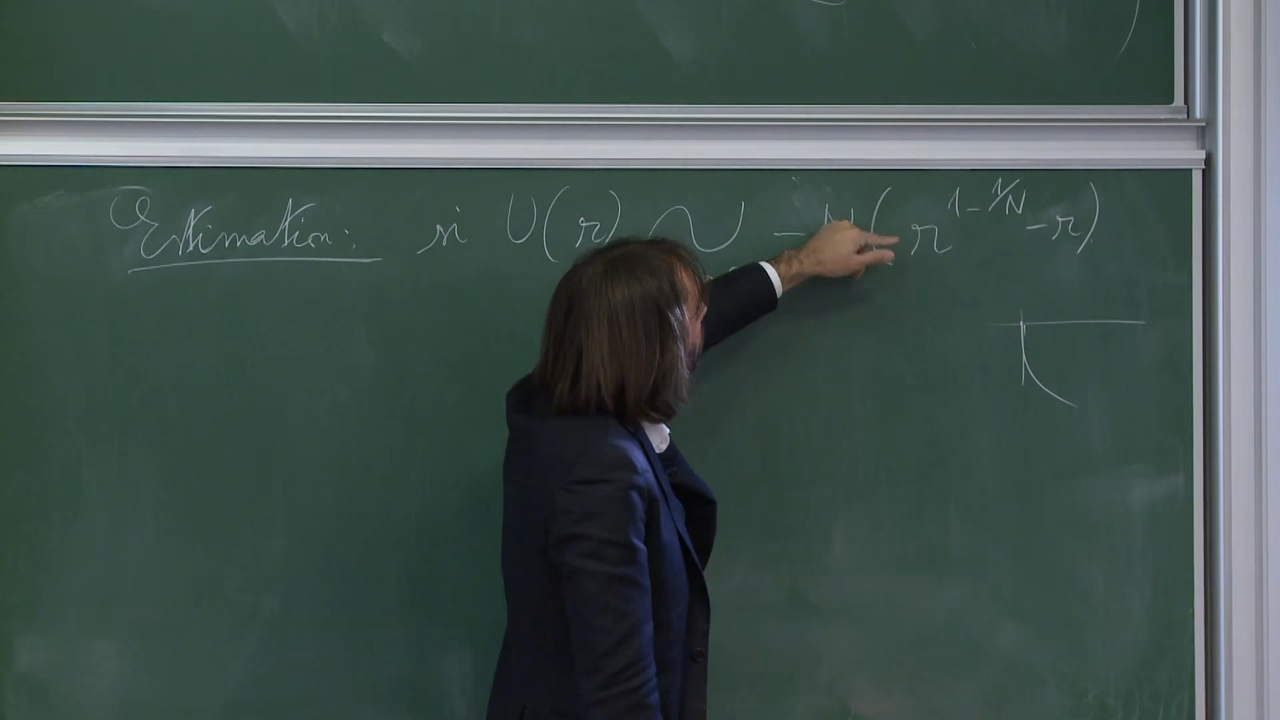 Estimation: si U(r) ~ - N(r^{1-1/N} - r)